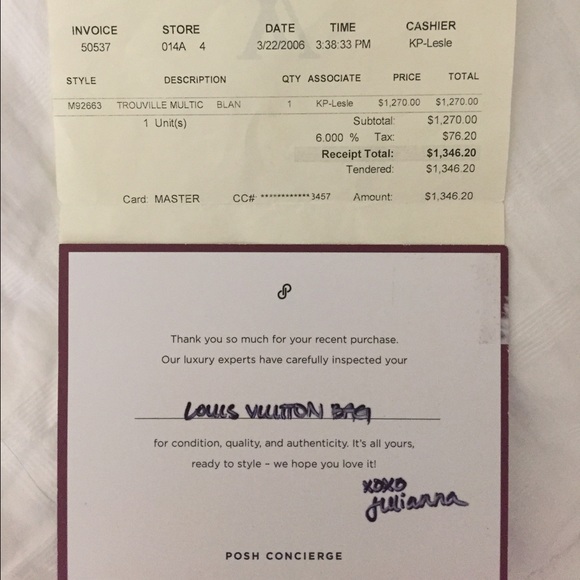 INVOICE STORE DATE TIME CASHIER
50537 014A 4 3/22/2006 3:38:33 PM KP-Lesle
STYLE DESCRIPTION QTY ASSOCIATE PRICE TOTAL
M92663 TROUVILLE MULTIC BLAN 1 KP-Lesle $1,270.00 $1,270.00
1 Unit(s) Subtotal: $1,270.00
6.000 % Tax: $76.20
Receipt Total: $1,346.20
Tendered: $1,346.20
Card: MASTER CC# ************3457 Amount: $1,346.20
Thank you so much for your recent purchase.
Our luxury experts have carefully inspected your
LOUIS VUITTON BAG
for condition, quality, and authenticity. It's all yours,
ready to style – we hope you love it!
XOXO
Julianna
POSH CONCIERGE